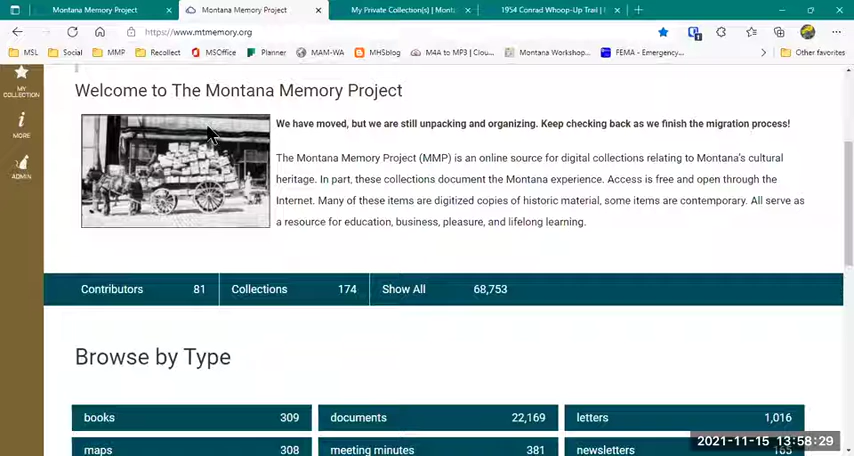 Montana Memory Project
Montana Memory Project
My Private Collection(s) | Monta
1954 Conrad Whoop-Up Trail |
https://www.mtmemory.org
MSL
Social
MMP
Recollect
MSOffice
Planner
MAM-WA
MHSblog
M4A to MP3 | Clou...
Montana Workshop...
FEMA - Emergency...
Other favorites
MY
COLLECTION
MORE
ADMIN
Welcome to The Montana Memory Project
We have moved, but we are still unpacking and organizing. Keep checking back as we finish the migration process!
The Montana Memory Project (MMP) is an online source for digital collections relating to Montana's cultural
heritage. In part, these collections document the Montana experience. Access is free and open through the
Internet. Many of these items are digitized copies of historic material, some items are contemporary. All serve as
a resource for education, business, pleasure, and lifelong learning.
Contributors 81 Collections 174 Show All 68,753
Browse by Type
books 309 documents 22,169 letters 1,016
maps 308 meeting minutes 381 newsletters
2021-11-15 13:58:29